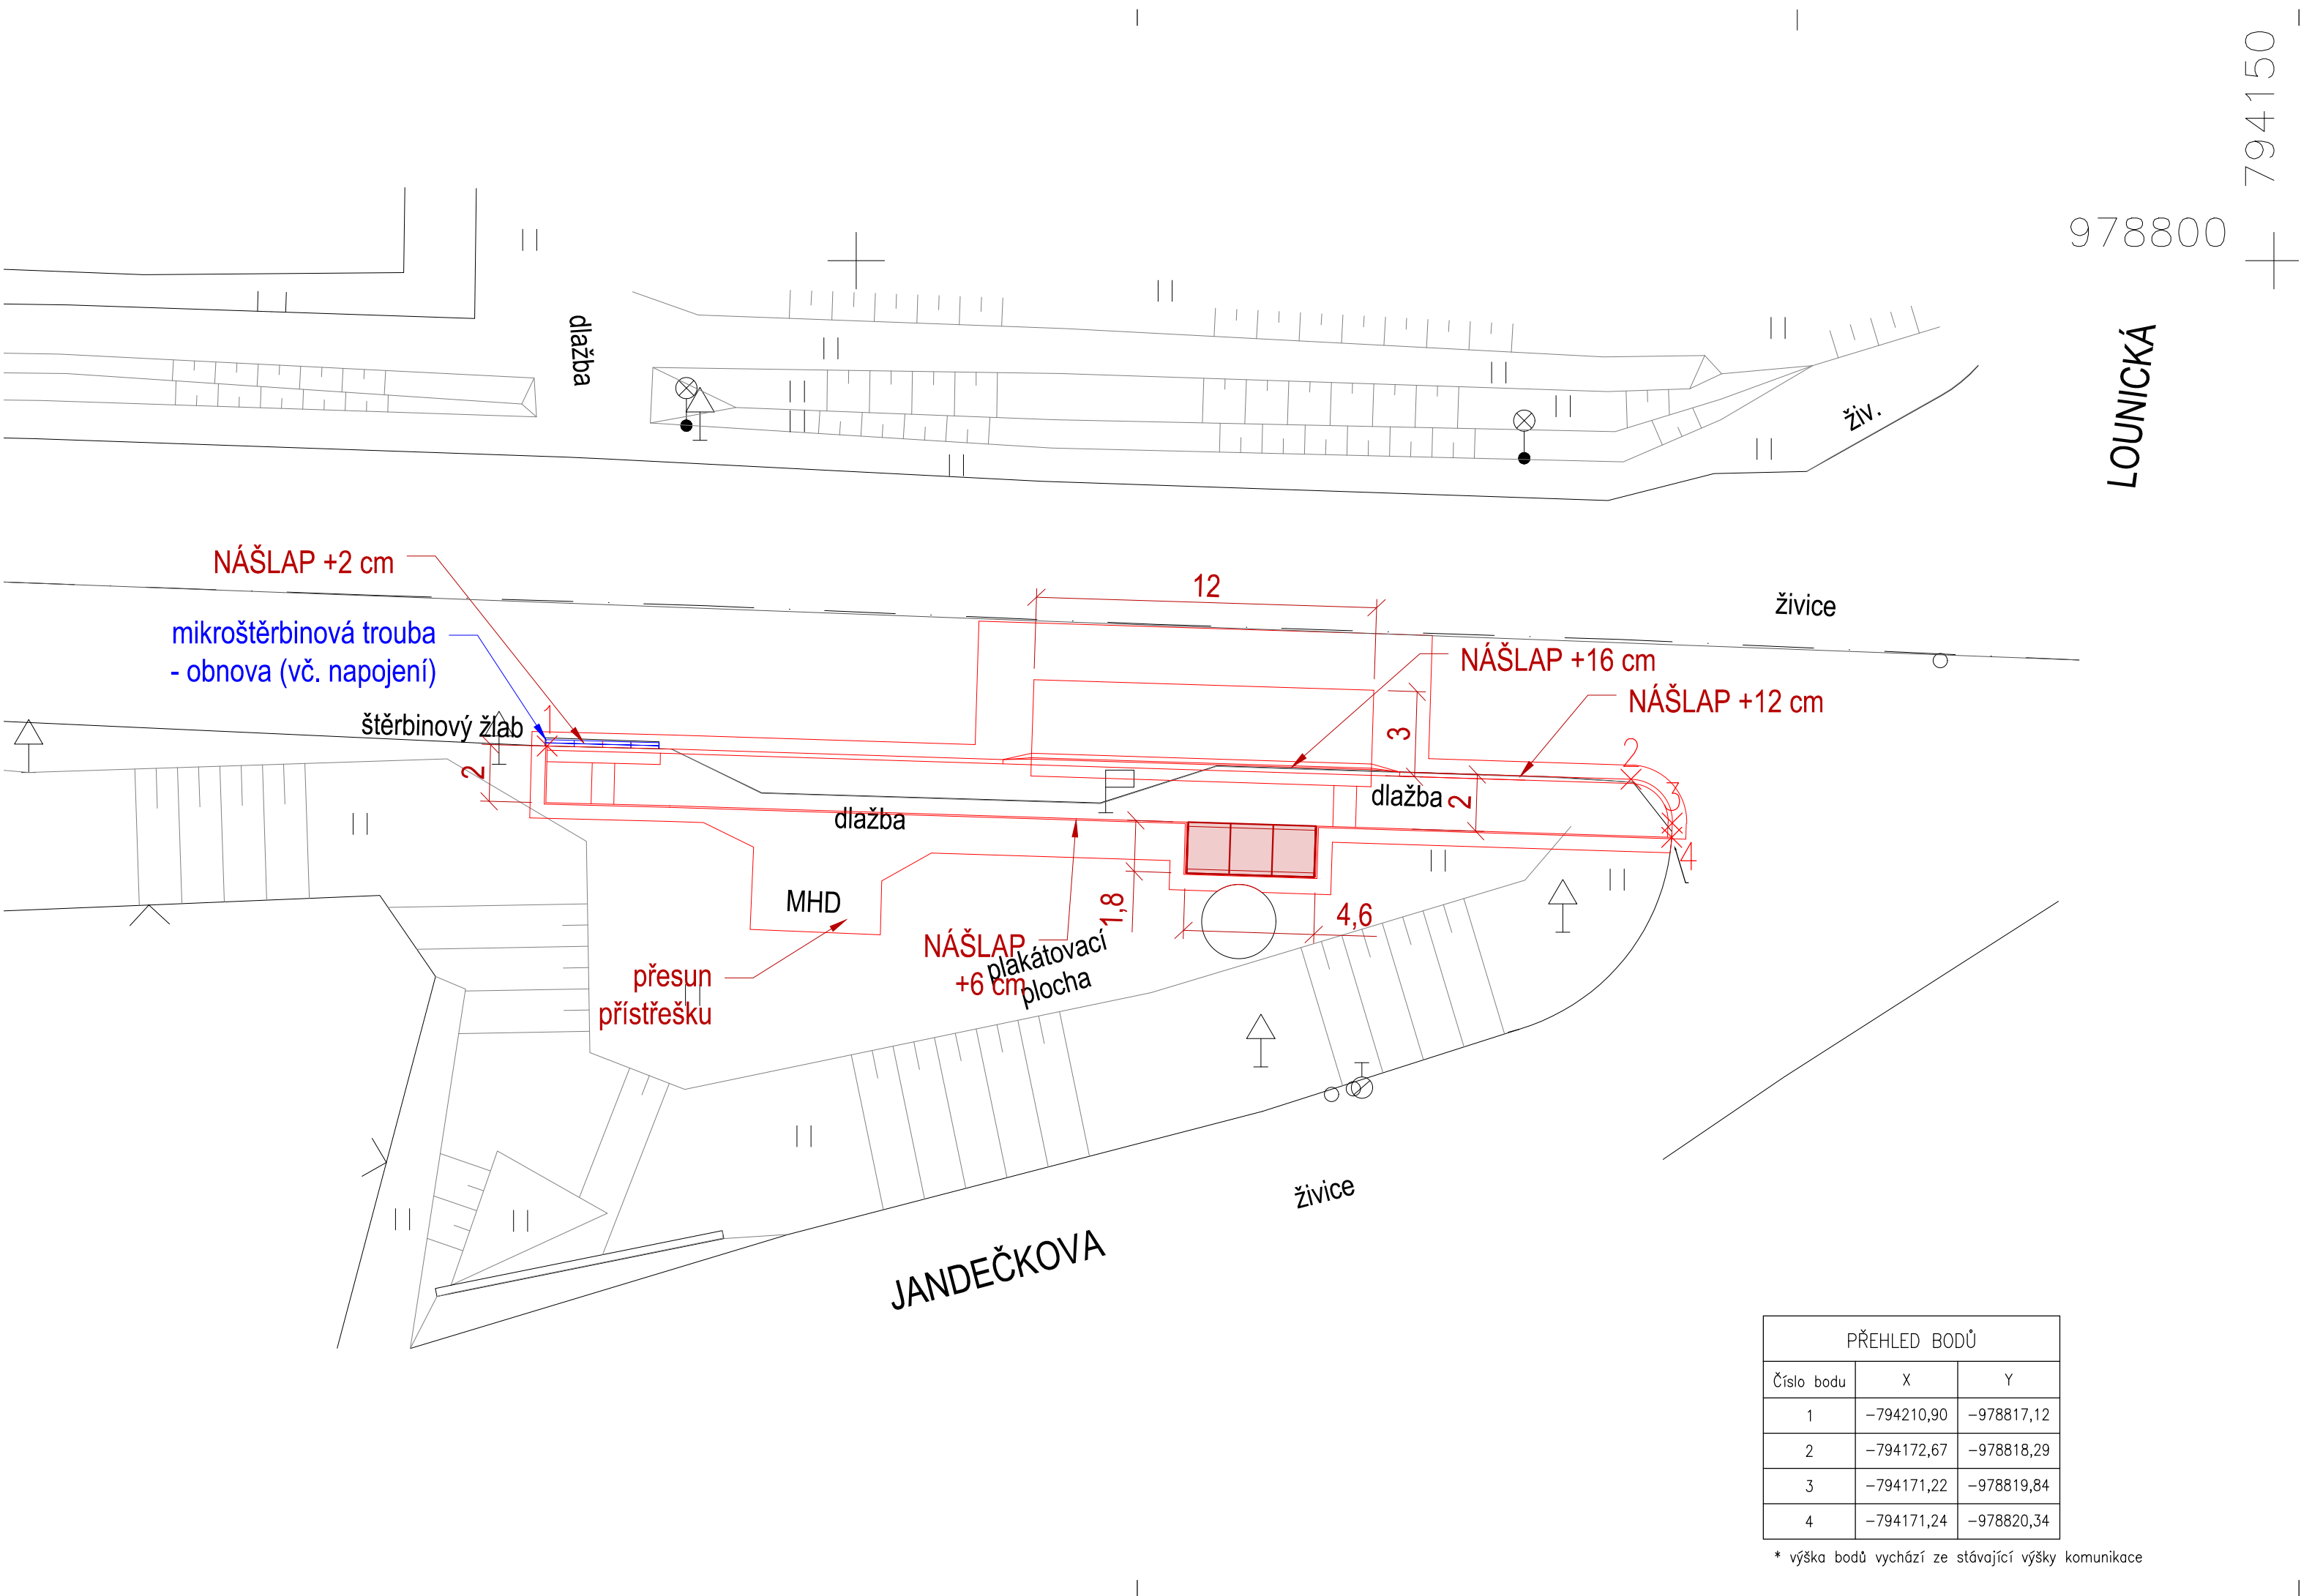 794150
978800
dlažba
LOUNICKÁ
živ.
NÁŠLAP +2 cm
12
živice
mikroštěrbinová trouba
- obnova (vč. napojení)
NÁŠLAP +16 cm
NÁŠLAP +12 cm
štěrbinový žlab
1
3
2
2
3
dlažba
2
dlažba
4
MHD
1,8
4,6
NÁŠLAP
+6 cm
plakátovací
plocha
přesun
přístřešku
živice
JANDEČKOVA
PŘEHLED BODŮ
Číslo bodu X Y
1 -794210,90 -978817,12
2 -794172,67 -978818,29
3 -794171,22 -978819,84
4 -794171,24 -978820,34
* výška bodů vychází ze stávající výšky komunikace